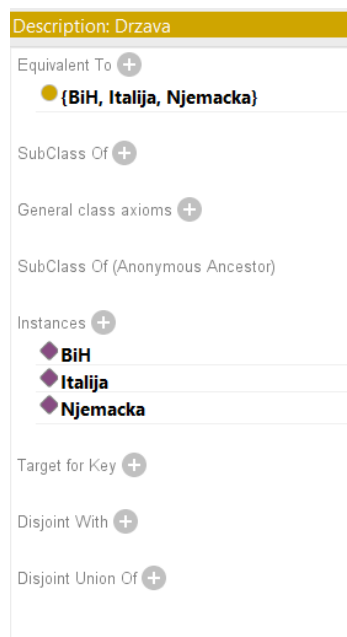 Description: Drzava
Equivalent To
{BiH, Italija, Njemacka}
SubClass Of
General class axioms
SubClass Of (Anonymous Ancestor)
Instances
BiH
Italija
Njemacka
Target for Key
Disjoint With
Disjoint Union Of